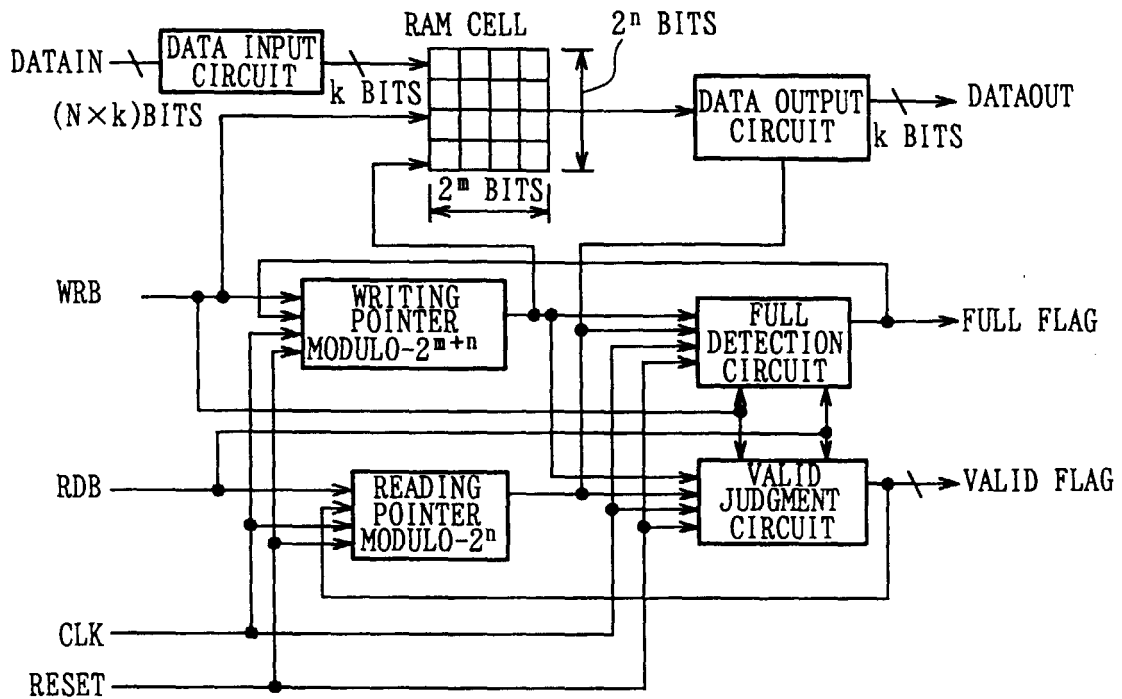 RAM CELL
2ⁿ BITS
DATAIN
DATA INPUT
CIRCUIT
k BITS
(N×k)BITS
DATA OUTPUT
CIRCUIT
DATAOUT
k BITS
2ᵐ BITS
WRB
WRITING
POINTER
MODULO-2ᵐ⁺ⁿ
FULL
DETECTION
CIRCUIT
FULL FLAG
RDB
READING
POINTER
MODULO-2ⁿ
VALID
JUDGMENT
CIRCUIT
VALID FLAG
CLK
RESET